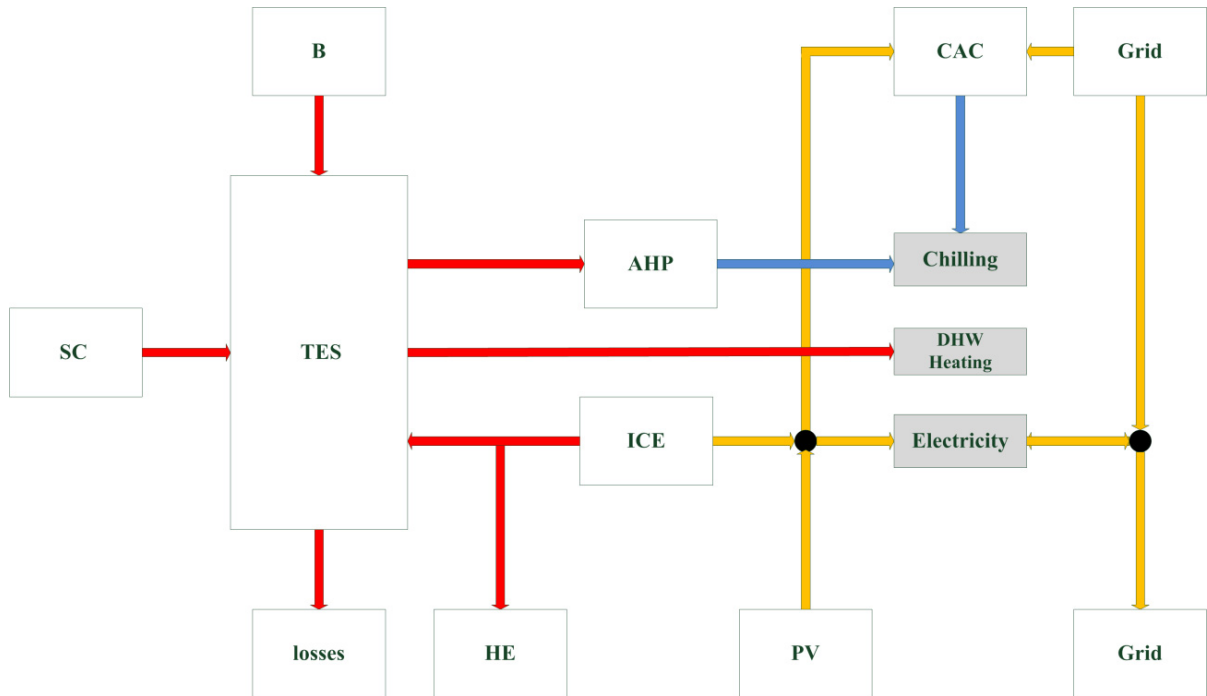 B
CAC
Grid
AHP
Chilling
SC
TES
DHW
Heating
ICE
Electricity
losses
HE
PV
Grid